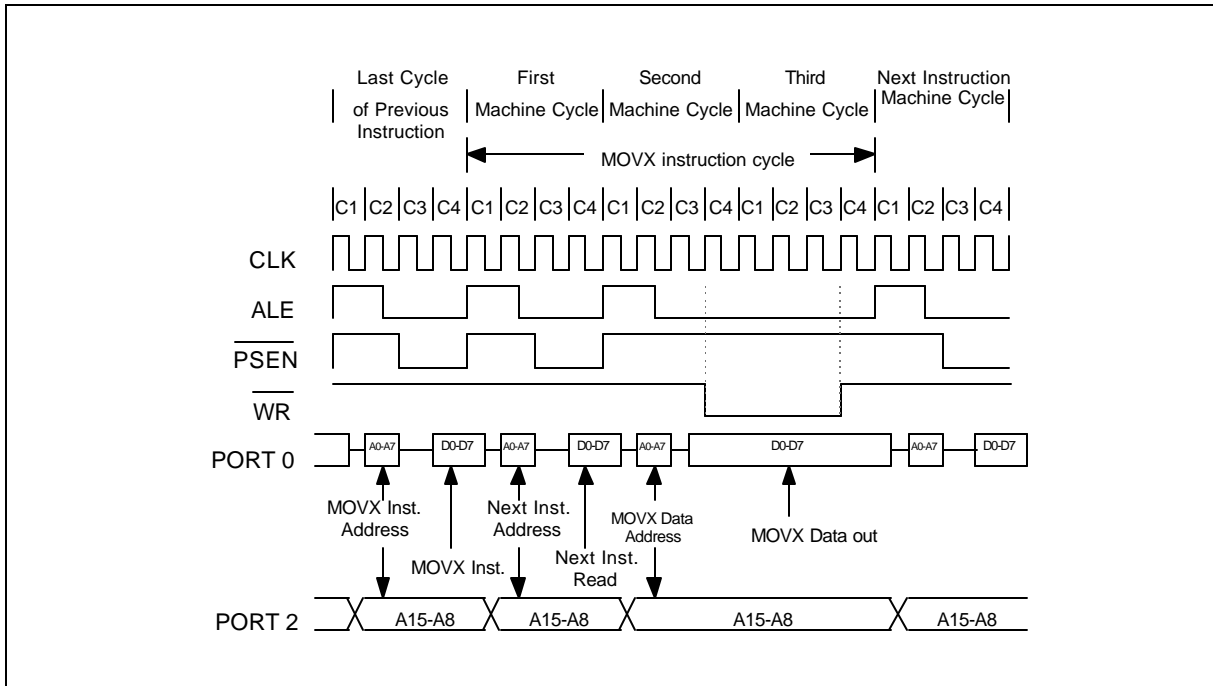 Last Cycle
of Previous
Instruction
First
Machine Cycle
Second
Machine Cycle
Third
Machine Cycle
Next Instruction
Machine Cycle
MOVX instruction cycle
C1 C2 C3 C4 C1 C2 C3 C4 C1 C2 C3 C4 C1 C2 C3 C4 C1 C2 C3 C4
CLK
ALE
PSEN
WR
PORT 0
A0-A7 D0-D7 A0-A7 D0-D7 A0-A7 D0-D7 A0-A7 D0-D7
MOVX Inst.
Address
MOVX Inst.
Next Inst.
Address
Next Inst.
Read
MOVX Data
Address
MOVX Data out
PORT 2
A15-A8 A15-A8 A15-A8 A15-A8